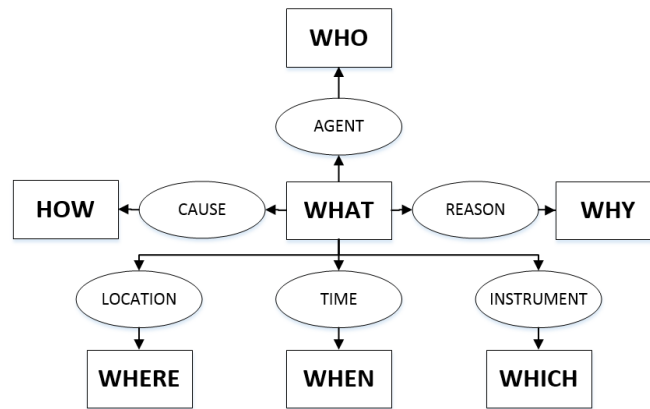 WHO
AGENT
HOW
CAUSE
WHAT
REASON
WHY
LOCATION
TIME
INSTRUMENT
WHERE
WHEN
WHICH